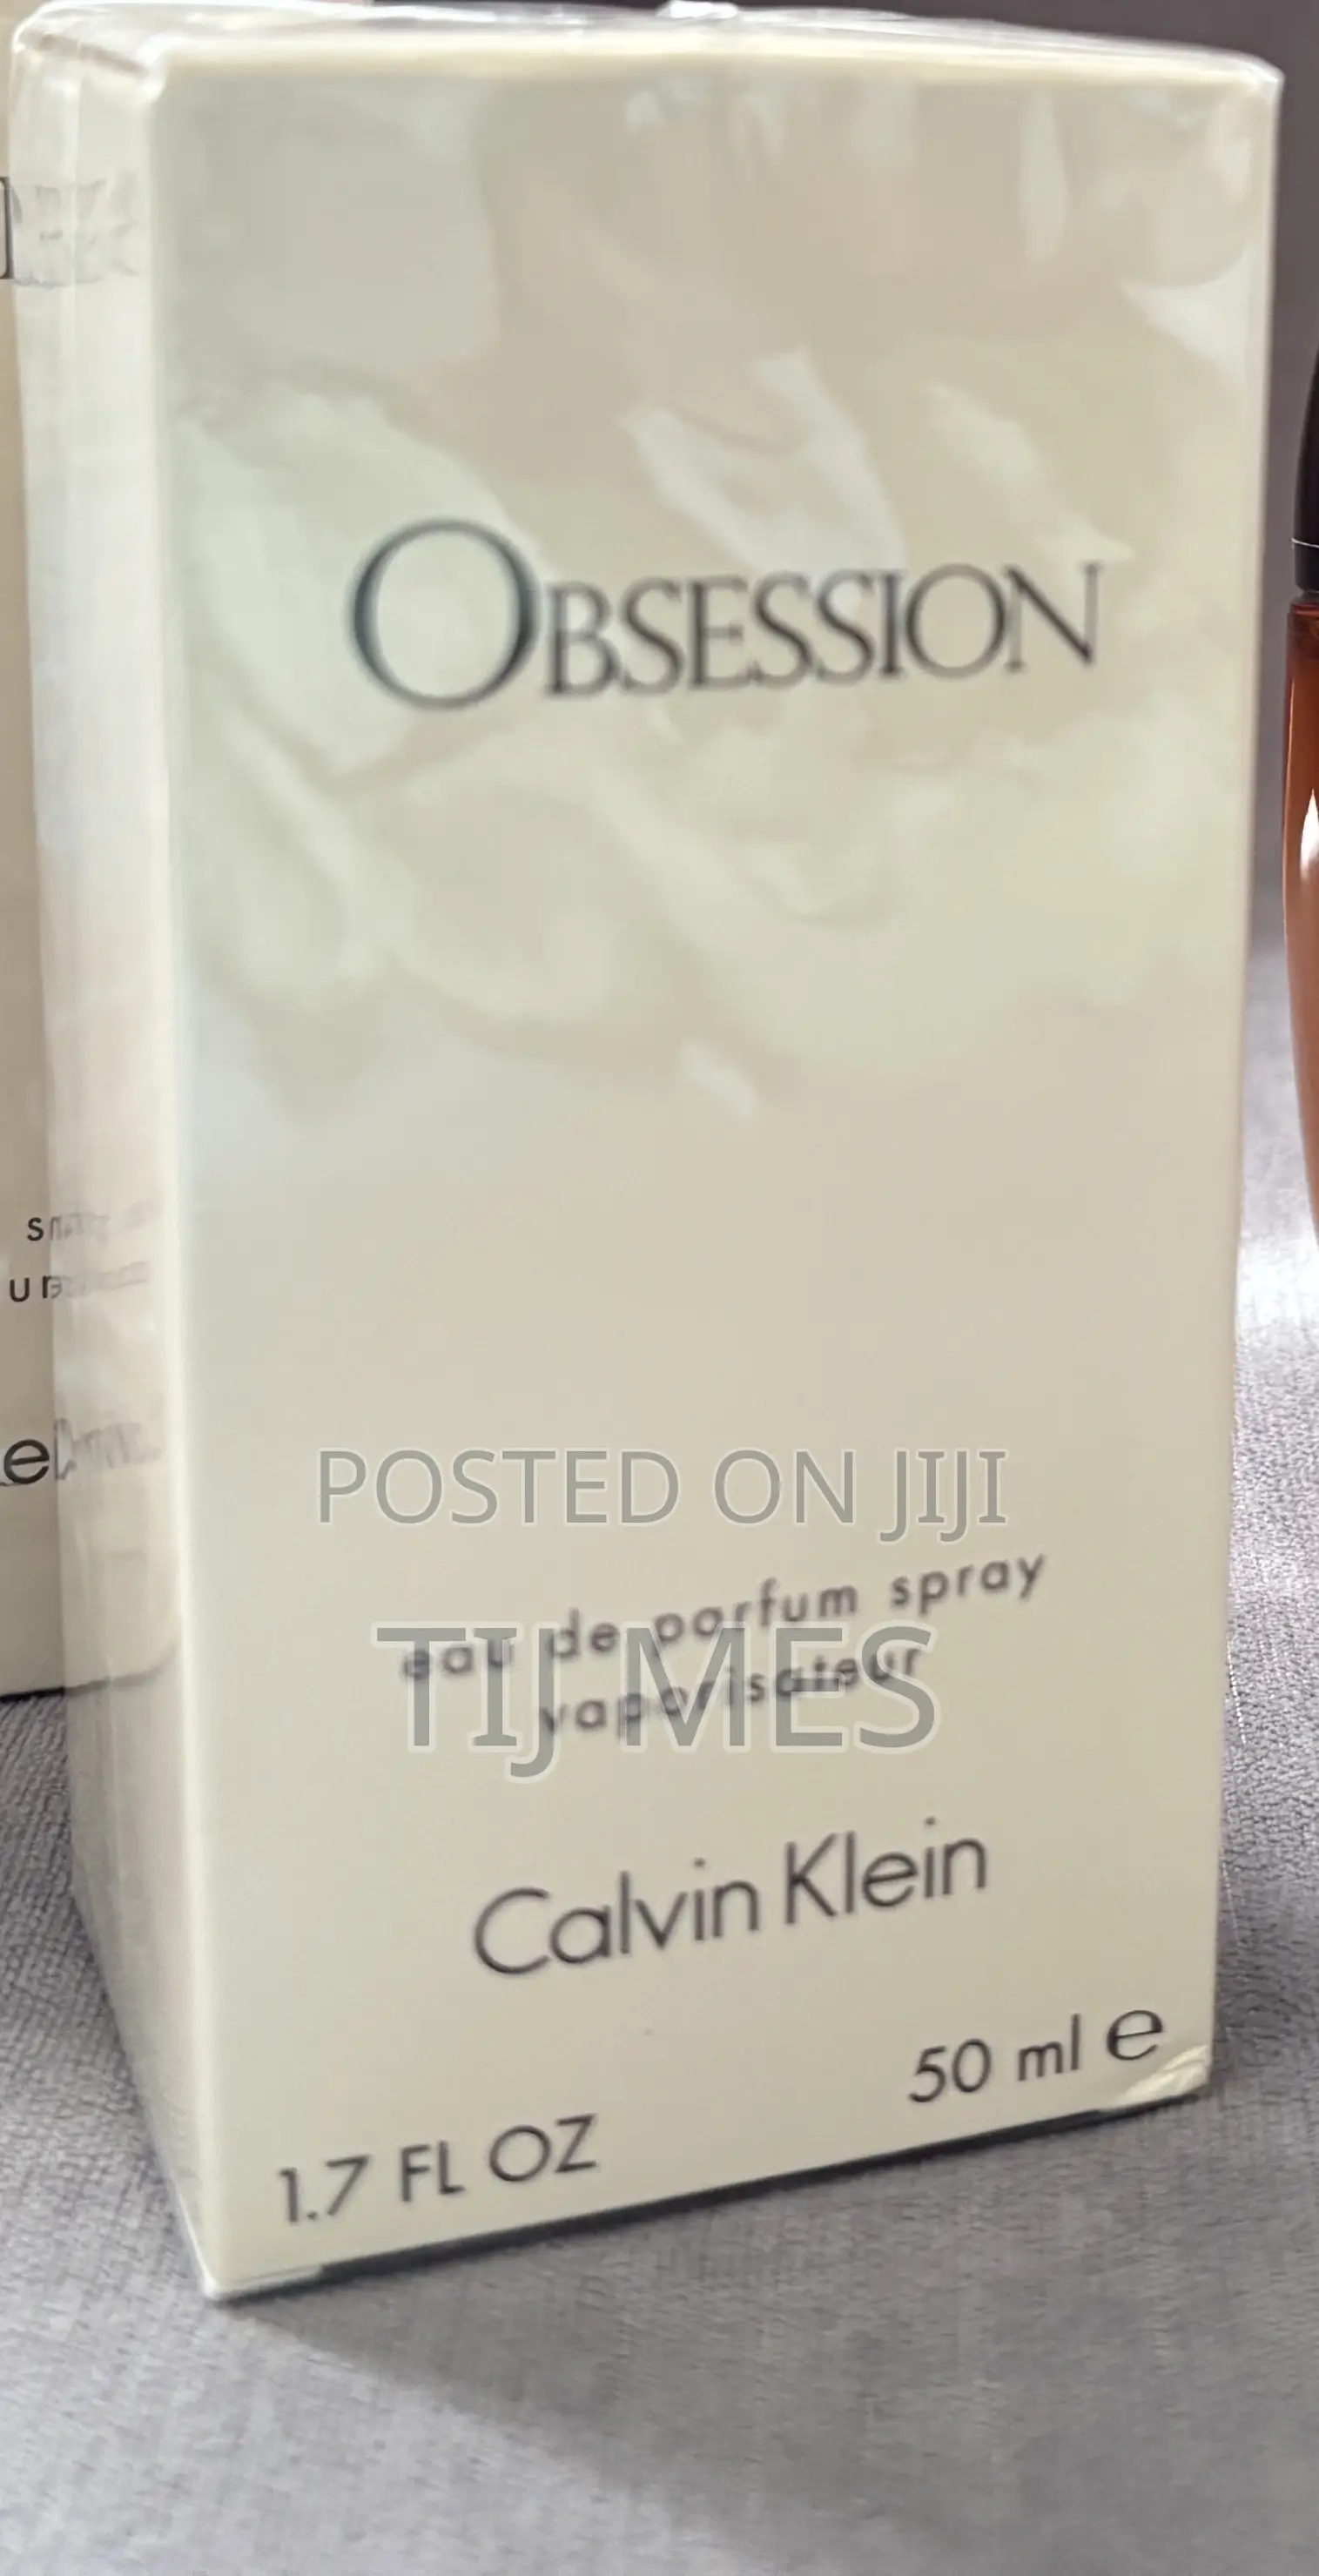 OBSESSION
POSTED ON JIJI
eau de parfum spray
TIJ MES
vaporisateur
Calvin Klein
50 ml e
1.7 FL OZ